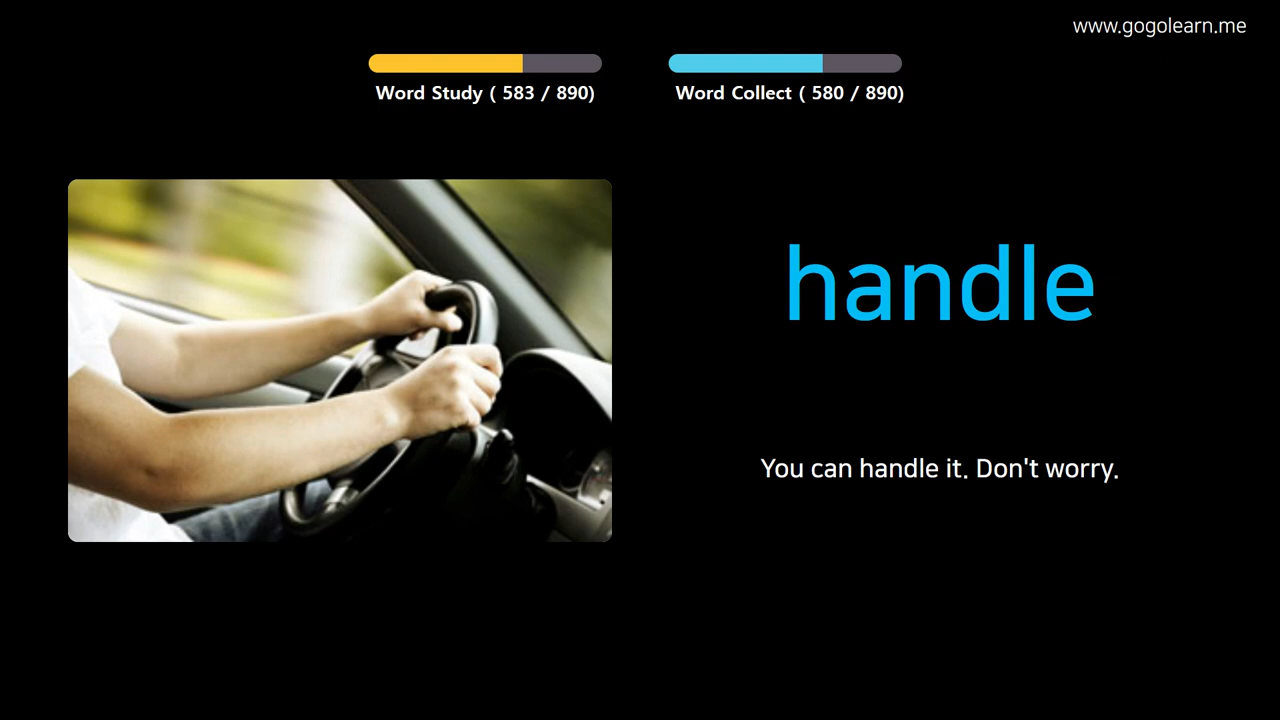 www.gogolearn.me
Word Study ( 583 / 890)
Word Collect ( 580 / 890)
handle
You can handle it. Don't worry.